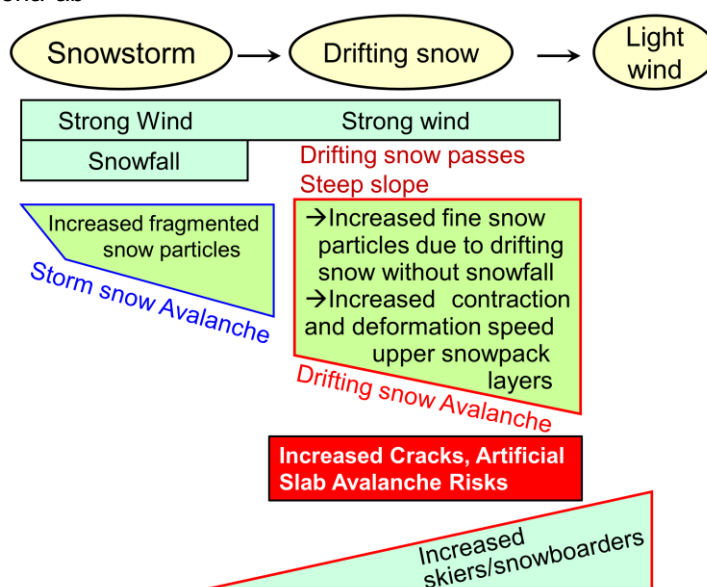 Snowstorm → Drifting snow → Light
wind
Strong Wind Strong wind
Snowfall
Drifting snow passes
Steep slope
Increased fragmented
snow particles
Storm snow Avalanche
→Increased fine snow
particles due to drifting
snow without snowfall
→Increased contraction
and deformation speed
upper snowpack
layers
Drifting snow Avalanche
Increased Cracks, Artificial
Slab Avalanche Risks
Increased
skiers/snowboarders